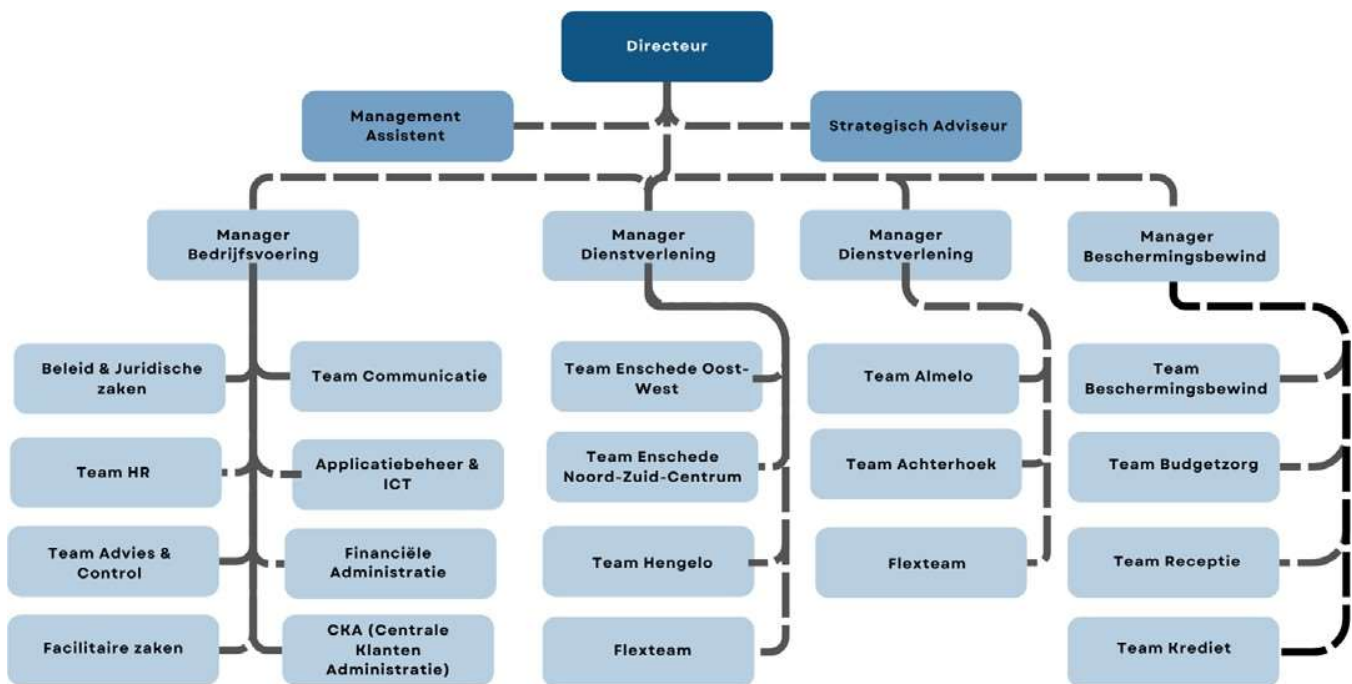 Directeur
Management
Assistent
Strategisch Adviseur
Manager
Bedrijfsvoering
Manager
Dienstverlening
Manager
Dienstverlening
Manager
Beschermingsbewind
Beleid & Juridische
zaken
Team Communicatie
Team Enschede Oost-
West
Team Almelo
Team
Beschermingsbewind
Team HR
Applicatiebeheer &
ICT
Team Enschede
Noord-Zuid-Centrum
Team Achterhoek
Team Budgetzorg
Team Advies &
Control
Financiële
Administratie
Team Hengelo
Flexteam
Team Receptie
Facilitaire zaken
CKA (Centrale
Klanten
Administratie)
Flexteam
Team Krediet